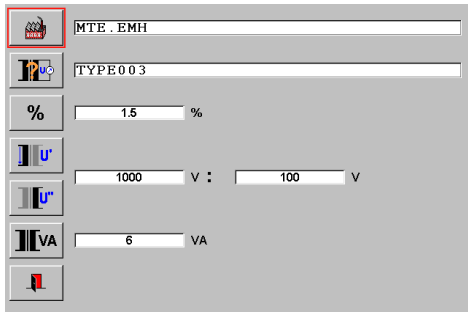 MTE.EMH
U
TYPE003
% 1.5 %
U'
1000 V : 100 V
U"
VA 6 VA